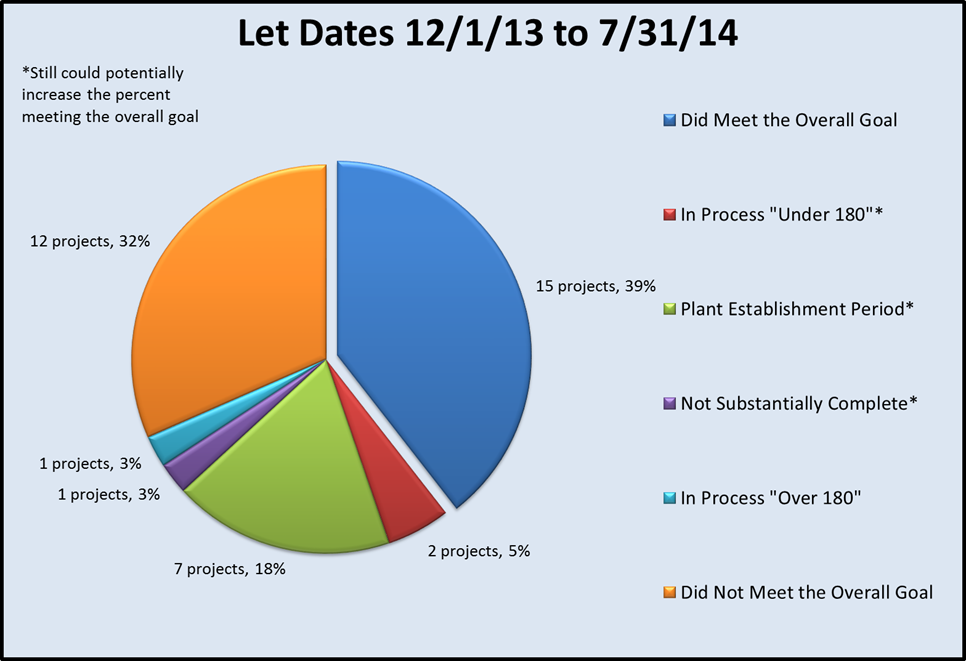 Let Dates 12/1/13 to 7/31/14
*Still could potentially
increase the percent
meeting the overall goal
Did Meet the Overall Goal
In Process "Under 180"*
Plant Establishment Period*
Not Substantially Complete*
In Process "Over 180"
Did Not Meet the Overall Goal
12 projects, 32%
15 projects, 39%
1 projects, 3%
1 projects, 3%
2 projects, 5%
7 projects, 18%